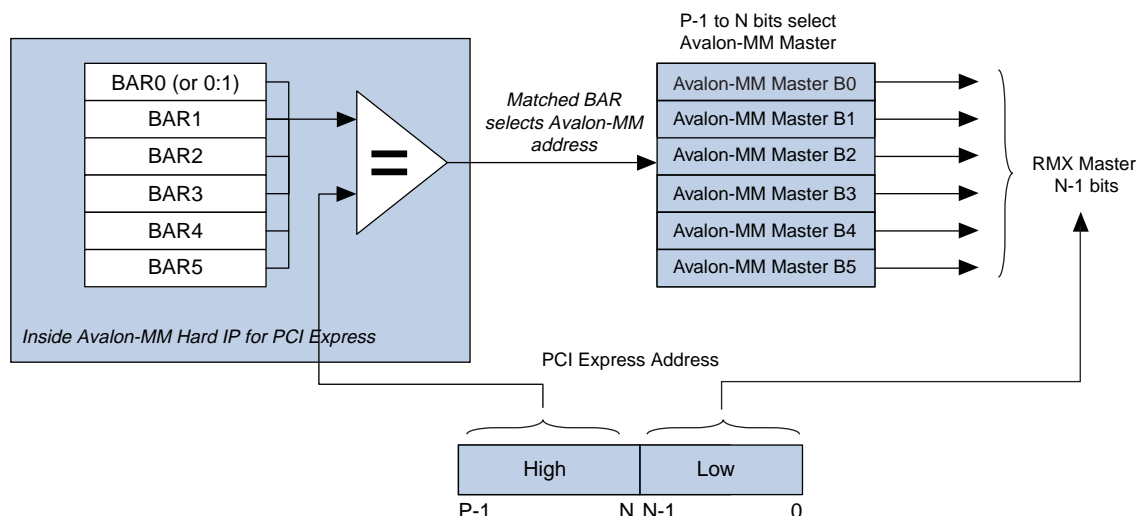 P-1 to N bits select
Avalon-MM Master
BAR0 (or 0:1)
BAR1
BAR2
BAR3
BAR4
BAR5
=
Inside Avalon-MM Hard IP for PCI Express
Matched BAR
selects Avalon-MM
address
Avalon-MM Master B0
Avalon-MM Master B1
Avalon-MM Master B2
Avalon-MM Master B3
Avalon-MM Master B4
Avalon-MM Master B5
RMX Master
N-1 bits
PCI Express Address
High Low
P-1 N N-1 0